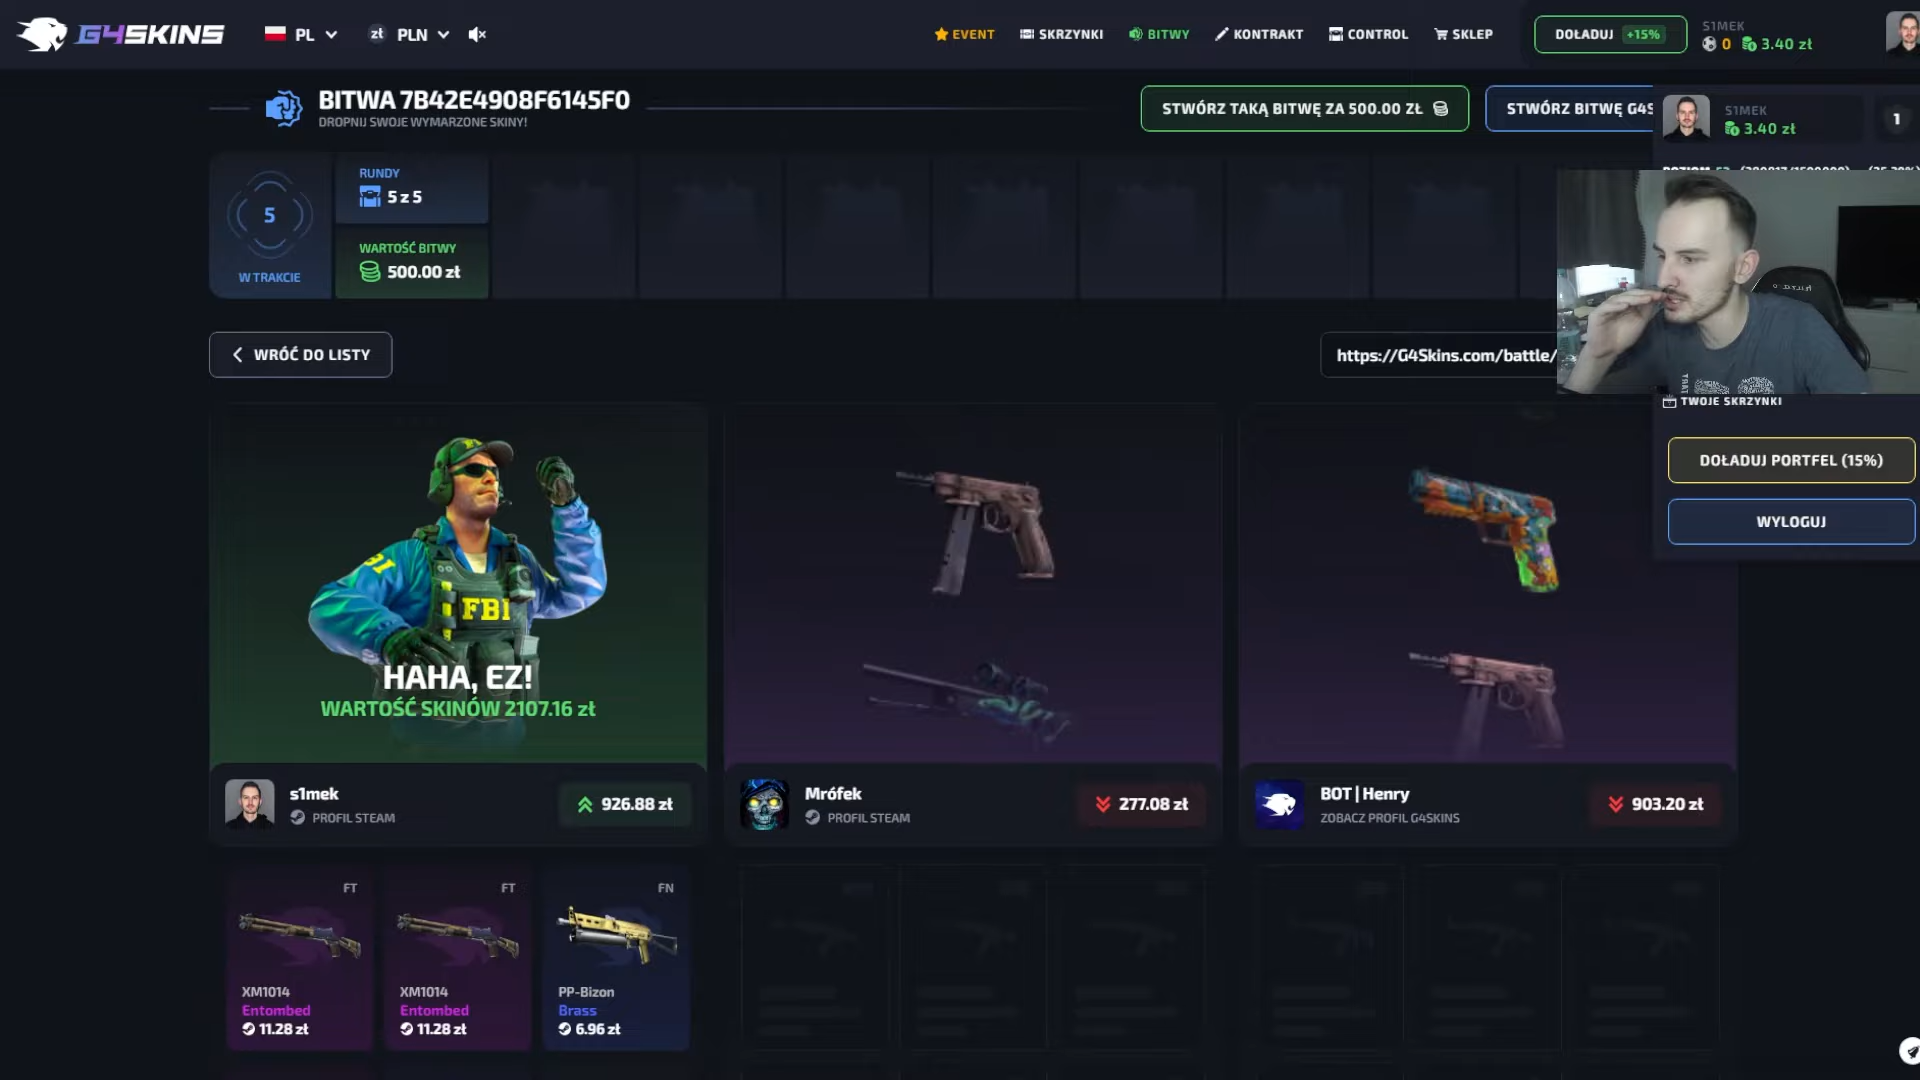 G4SKINS
PL
zł PLN
EVENT
SKRZYNKI
BITWY
KONTRAKT
CONTROL
SKLEP
DOŁADUJ +15%
S1MEK
0 3.40 zł
BITWA 7B42E4908F6145F0
DROPNIJ SWOJE WYMARZONE SKINY!
STWÓRZ TAKĄ BITWĘ ZA 500.00 ZŁ
STWÓRZ BITWĘ G4S
S1MEK
3.40 zł
1
5
W TRAKCIE
RUNDY
5 z 5
WARTOŚĆ BITWY
500.00 zł
WRÓĆ DO LISTY
https://G4Skins.com/battle/
TWOJE SKRZYNKI
DOŁADUJ PORTFEL (15%)
WYLOGUJ
FBI
HAHA, EZ!
WARTOŚĆ SKINÓW 2107.16 zł
s1mek
PROFIL STEAM
926.88 zł
Mrófek
PROFIL STEAM
277.08 zł
BOT | Henry
ZOBACZ PROFIL G4SKINS
903.20 zł
FT
XM1014
Entombed
11.28 zł
FT
XM1014
Entombed
11.28 zł
FN
PP-Bizon
Brass
6.96 zł